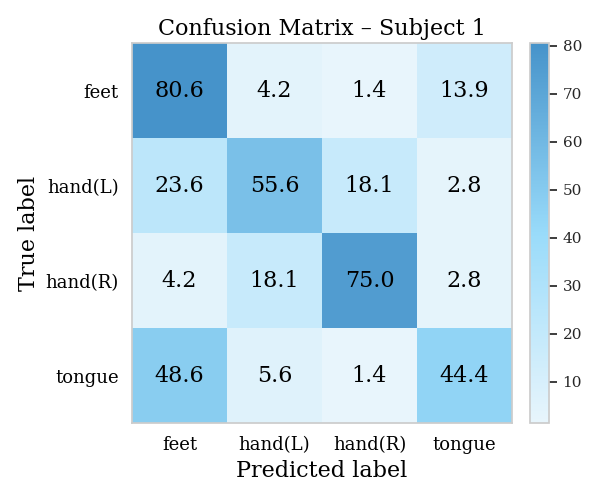 Confusion Matrix – Subject 1
True label
feet 80.6 4.2 1.4 13.9
hand(L) 23.6 55.6 18.1 2.8
hand(R) 4.2 18.1 75.0 2.8
tongue 48.6 5.6 1.4 44.4
feet hand(L) hand(R) tongue
Predicted label
80
70
60
50
40
30
20
10